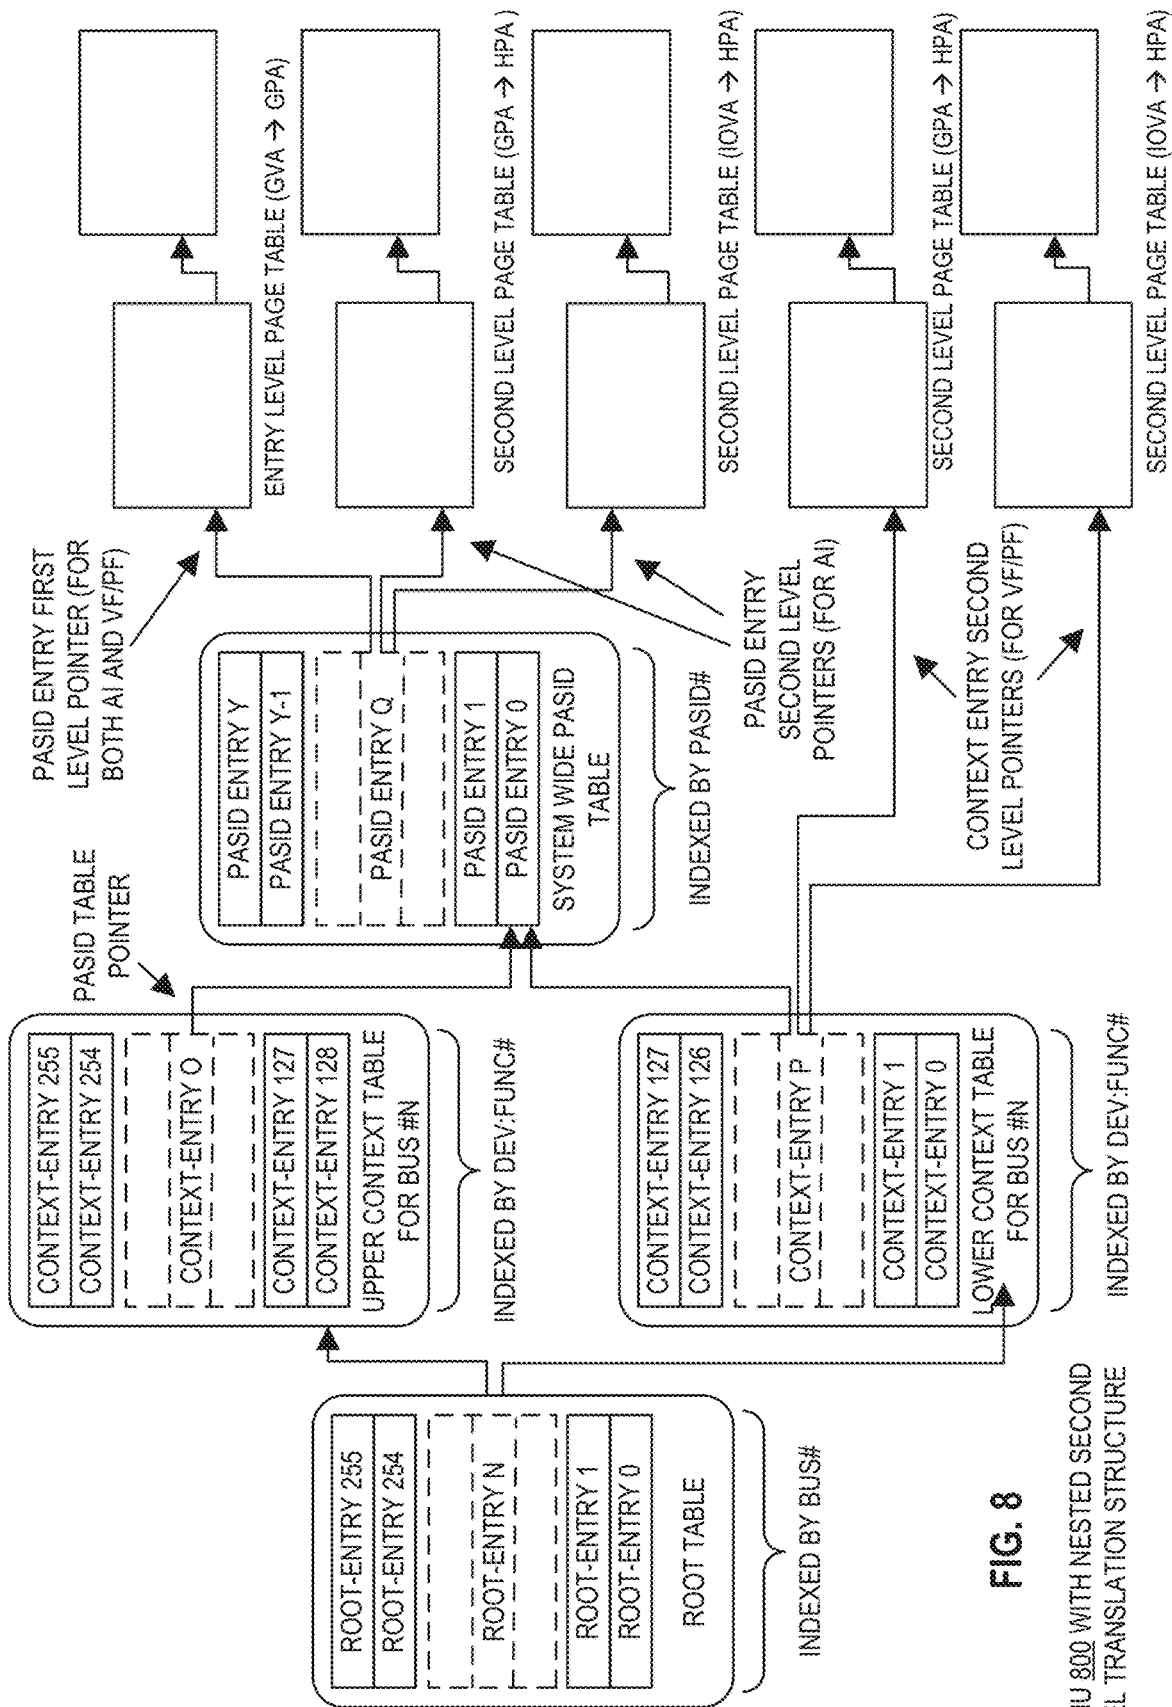 ROOT-ENTRY 255
ROOT-ENTRY 254
ROOT-ENTRY N
ROOT-ENTRY 1
ROOT-ENTRY 0
ROOT TABLE
INDEXED BY BUS#
CONTEXT-ENTRY 255
CONTEXT-ENTRY 254
CONTEXT-ENTRY O
CONTEXT-ENTRY 127
CONTEXT-ENTRY 128
UPPER CONTEXT TABLE
FOR BUS #N
INDEXED BY DEV:FUNC#
CONTEXT-ENTRY 127
CONTEXT-ENTRY 126
CONTEXT-ENTRY P
CONTEXT-ENTRY 1
CONTEXT-ENTRY 0
LOWER CONTEXT TABLE
FOR BUS #N
INDEXED BY DEV:FUNC#
PASID TABLE
POINTER
PASID ENTRY Y
PASID ENTRY Y-1
PASID ENTRY Q
PASID ENTRY 1
PASID ENTRY 0
SYSTEM WIDE PASID
TABLE
INDEXED BY PASID#
PASID ENTRY FIRST
LEVEL POINTER (FOR
BOTH AI AND VF/PF)
PASID ENTRY
SECOND LEVEL
POINTERS (FOR AI)
CONTEXT ENTRY SECOND
LEVEL POINTERS (FOR VF/PF)
ENTRY LEVEL PAGE TABLE (GVA → GPA)
SECOND LEVEL PAGE TABLE (GPA → HPA)
SECOND LEVEL PAGE TABLE (IOVA → HPA)
SECOND LEVEL PAGE TABLE (GPA → HPA)
SECOND LEVEL PAGE TABLE (IOVA → HPA)
FIG. 8
800 WITH NESTED SECOND
TRANSLATION STRUCTURE